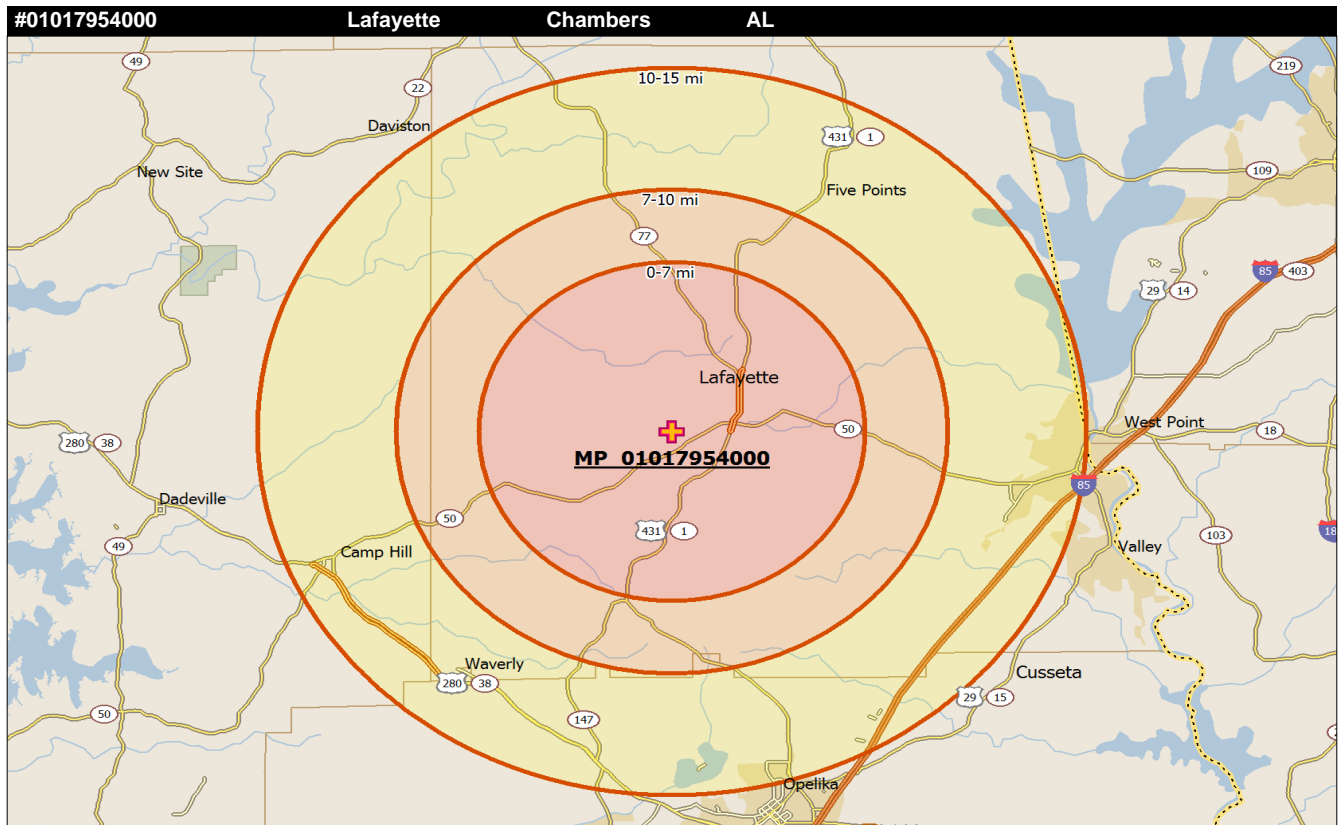 #01017954000 Lafayette Chambers AL
10-15 mi
49
219
22
Daviston
431 1
109
New Site
7-10 mi
Five Points
77
0-7 mi
85 403
29 14
Lafayette
West Point
50
18
280 38
MP 01017954000
85
Dadeville
50
431 1
18
103
49
Camp Hill
Valley
Waverly
Cusseta
280 38
29 15
50
147
Opelika